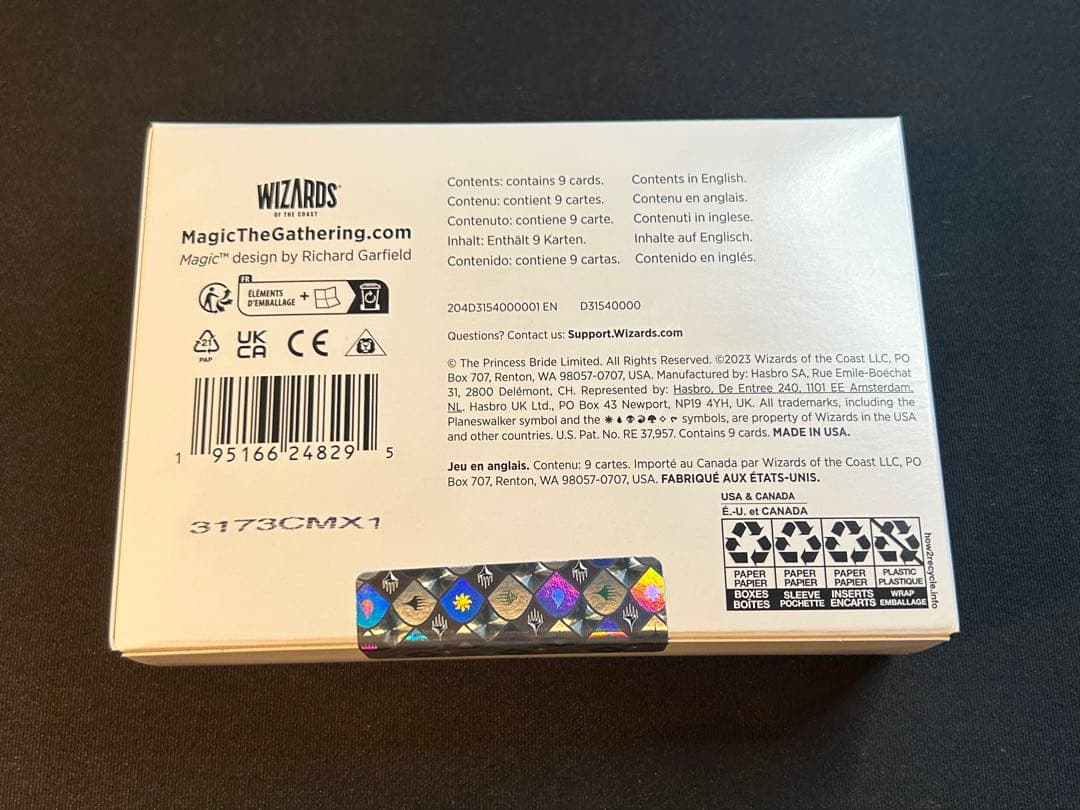 WIZARDS
OF THE COAST
MagicTheGathering.com
Magic™ design by Richard Garfield
FR
ÉLÉMENTS
D'EMBALLAGE +
21
PAP
UK
CA
CE
1 95166 24829 5
3173CMX1
Contents: contains 9 cards. Contents in English.
Contenu: contient 9 cartes. Contenu en anglais.
Contenuto: contiene 9 carte. Contenuti in inglese.
Inhalt: Enthält 9 Karten. Inhalte auf Englisch.
Contenido: contiene 9 cartas. Contenido en inglés.
204D3154000001 EN D31540000
Questions? Contact us: Support.Wizards.com
© The Princess Bride Limited. All Rights Reserved. ©2023 Wizards of the Coast LLC, PO
Box 707, Renton, WA 98057-0707, USA. Manufactured by: Hasbro SA, Rue Emile-Boéchat
31, 2800 Delémont, CH. Represented by: Hasbro, De Entree 240, 1101 EE Amsterdam,
NL. Hasbro UK Ltd., PO Box 43 Newport, NP19 4YH, UK. All trademarks, including the
Planeswalker symbol and the symbols, are property of Wizards in the USA
and other countries. U.S. Pat. No. RE 37,957. Contains 9 cards. MADE IN USA.
Jeu en anglais. Contenu: 9 cartes. Importé au Canada par Wizards of the Coast LLC, PO
Box 707, Renton, WA 98057-0707, USA. FABRIQUÉ AUX ÉTATS-UNIS.
USA & CANADA
É.-U. et CANADA
PAPER PAPER PAPER PLASTIC
PAPIER PAPIER PAPIER PLASTIQUE
BOXES SLEEVE INSERTS WRAP
BOÎTES POCHETTE ENCARTS EMBALLAGE
how2recycle.info